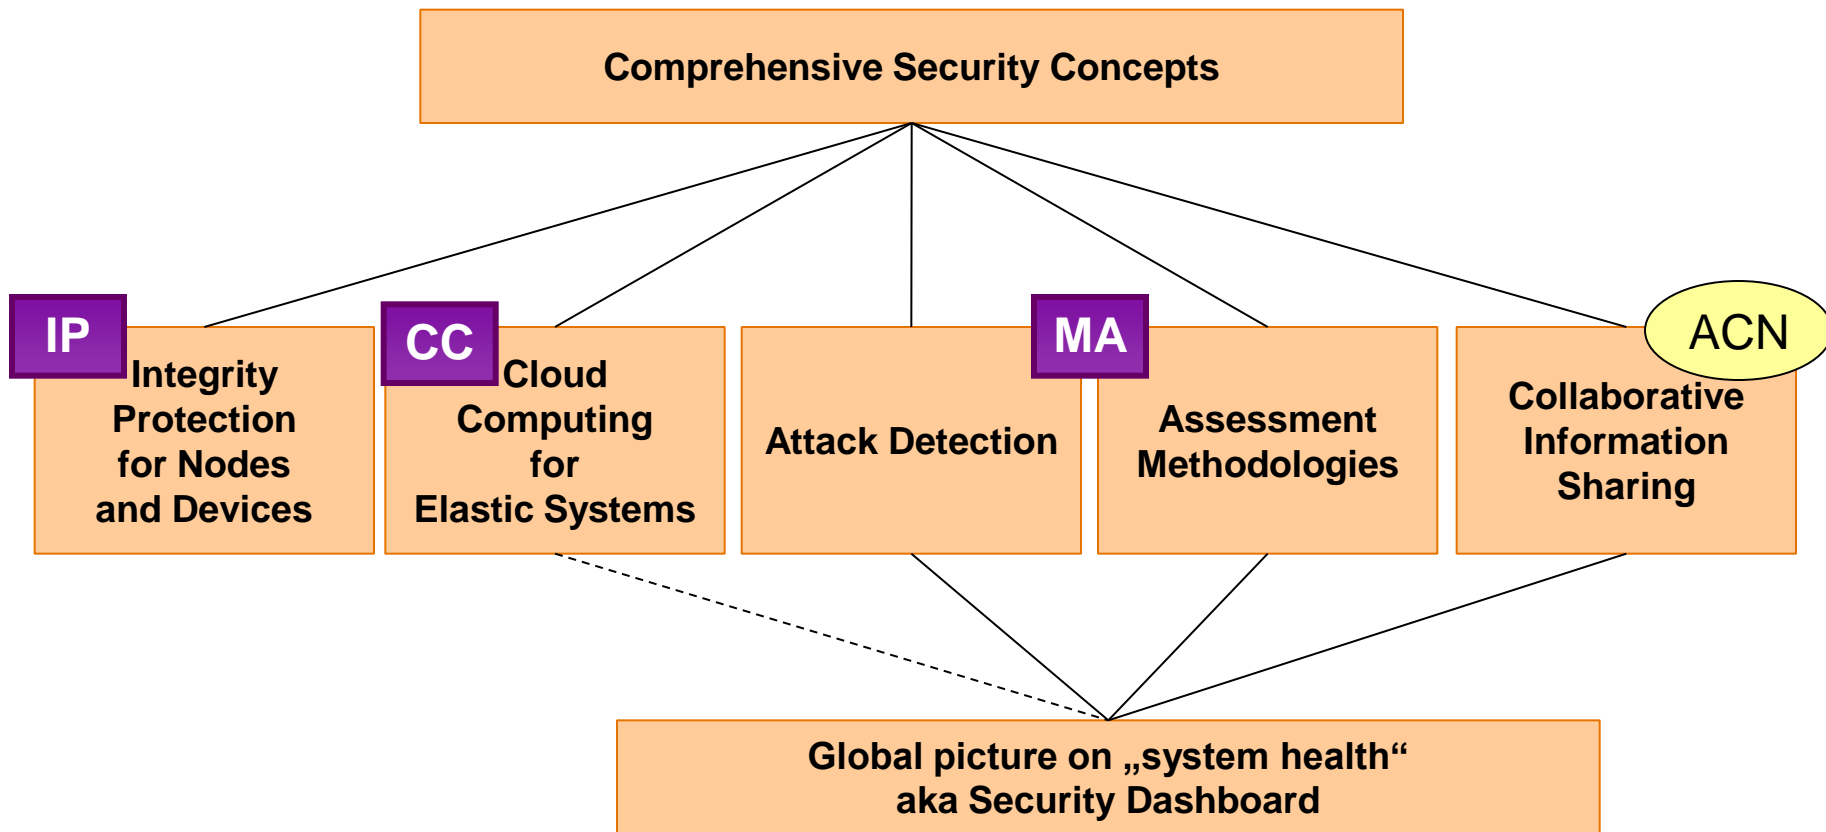 Comprehensive Security Concepts
IP
Integrity
Protection
for Nodes
and Devices
CC
Cloud
Computing
for
Elastic Systems
Attack Detection
MA
Assessment
Methodologies
ACN
Collaborative
Information
Sharing
Global picture on „system health“
aka Security Dashboard